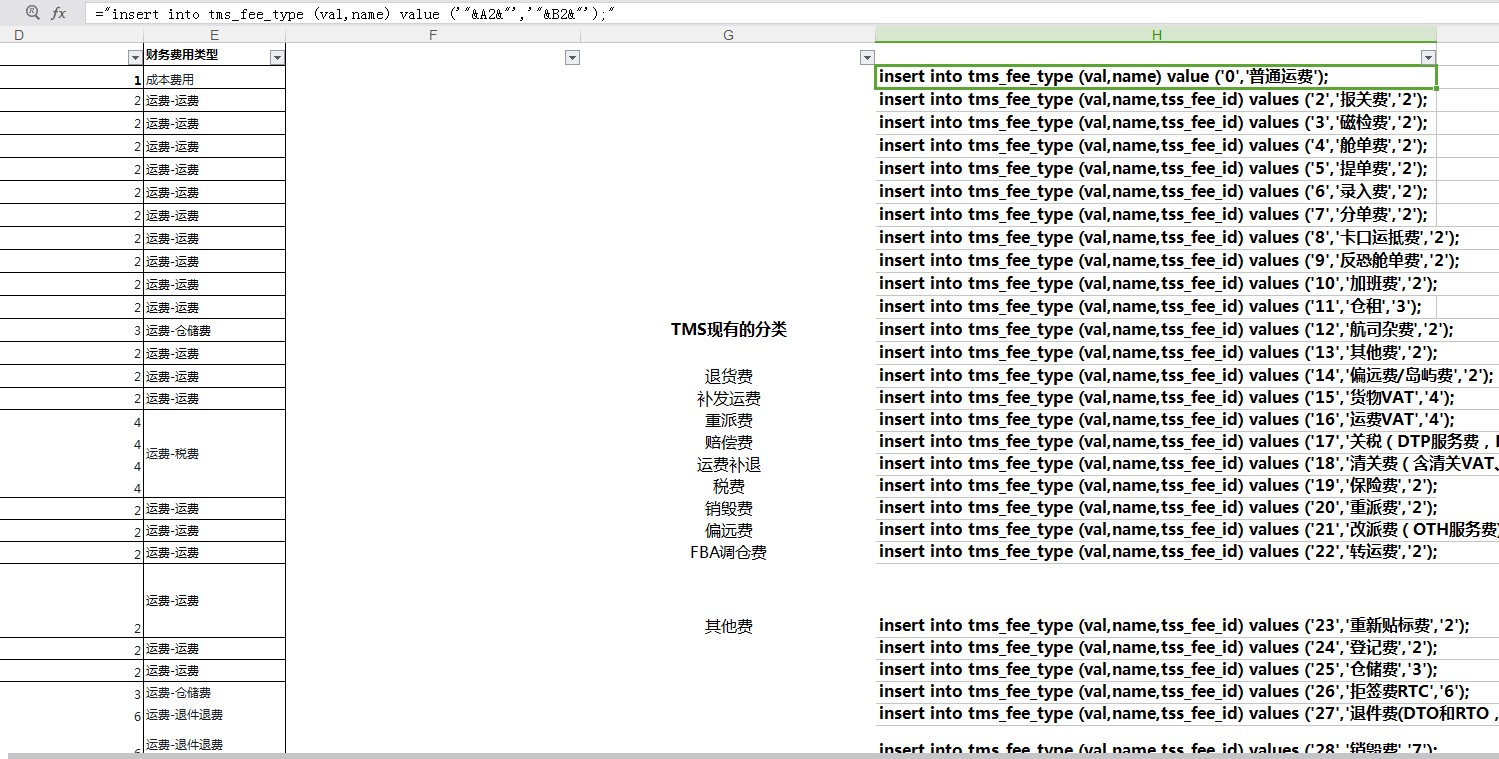 fx ="insert into tms_fee_type (val,name) value ('"&A2&"','"&B2&"');"
D E F G H
财务费用类型
1 成本费用 insert into tms_fee_type (val,name) value ('0','普通运费');
2 运费-运费 insert into tms_fee_type (val,name,tss_fee_id) values ('2','报关费','2');
2 运费-运费 insert into tms_fee_type (val,name,tss_fee_id) values ('3','磁检费','2');
2 运费-运费 insert into tms_fee_type (val,name,tss_fee_id) values ('4','舱单费','2');
2 运费-运费 insert into tms_fee_type (val,name,tss_fee_id) values ('5','提单费','2');
2 运费-运费 insert into tms_fee_type (val,name,tss_fee_id) values ('6','录入费','2');
2 运费-运费 insert into tms_fee_type (val,name,tss_fee_id) values ('7','分单费','2');
2 运费-运费 insert into tms_fee_type (val,name,tss_fee_id) values ('8','卡口运抵费','2');
2 运费-运费 insert into tms_fee_type (val,name,tss_fee_id) values ('9','反恐舱单费','2');
2 运费-运费 insert into tms_fee_type (val,name,tss_fee_id) values ('10','加班费','2');
2 运费-运费 insert into tms_fee_type (val,name,tss_fee_id) values ('11','仓租','3');
3 运费-仓储费 TMS现有的分类 insert into tms_fee_type (val,name,tss_fee_id) values ('12','航司杂费','2');
2 运费-运费 insert into tms_fee_type (val,name,tss_fee_id) values ('13','其他费','2');
2 运费-运费 退货费 insert into tms_fee_type (val,name,tss_fee_id) values ('14','偏远费/岛屿费','2');
2 运费-运费 补发运费 insert into tms_fee_type (val,name,tss_fee_id) values ('15','货物VAT','4');
4 重派费 insert into tms_fee_type (val,name,tss_fee_id) values ('16','运费VAT','4');
4 运费-税费 赔偿费 insert into tms_fee_type (val,name,tss_fee_id) values ('17','关税（DTP服务费，
4 运费补退 insert into tms_fee_type (val,name,tss_fee_id) values ('18','清关费（含清关VAT、
4 税费 insert into tms_fee_type (val,name,tss_fee_id) values ('19','保险费','2');
2 运费-运费 销毁费 insert into tms_fee_type (val,name,tss_fee_id) values ('20','重派费','2');
2 运费-运费 偏远费 insert into tms_fee_type (val,name,tss_fee_id) values ('21','改派费（OTH服务费)
2 运费-运费 FBA调仓费 insert into tms_fee_type (val,name,tss_fee_id) values ('22','转运费','2');
2 运费-运费 其他费 insert into tms_fee_type (val,name,tss_fee_id) values ('23','重新贴标费','2');
2 运费-运费 insert into tms_fee_type (val,name,tss_fee_id) values ('24','登记费','2');
2 运费-运费 insert into tms_fee_type (val,name,tss_fee_id) values ('25','仓储费','3');
3 运费-仓储费 insert into tms_fee_type (val,name,tss_fee_id) values ('26','拒签费RTC','6');
6 运费-退件退费 insert into tms_fee_type (val,name,tss_fee_id) values ('27','退件费(DTO和RTO，
6 运费-退件退费 insert into tms_fee_type (val,name,tss_fee_id) values ('28','销毁费','7');